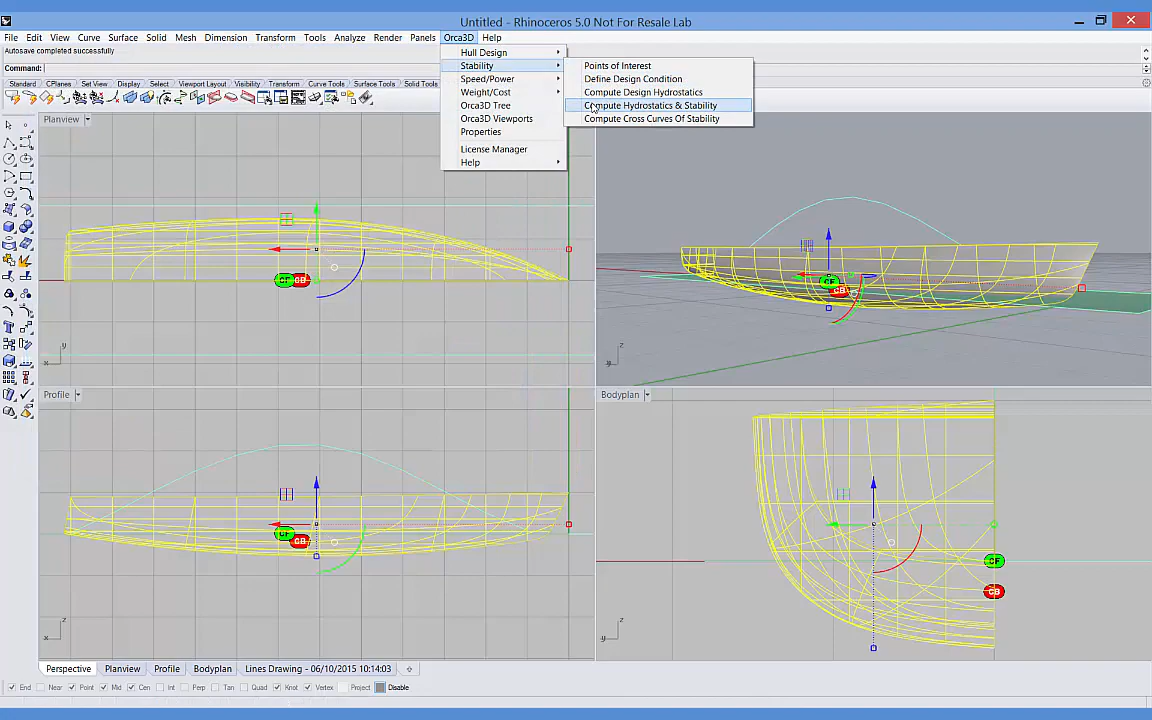 Untitled - Rhinoceros 5.0 Not For Resale Lab
File Edit View Curve Surface Solid Mesh Dimension Transform Tools Analyze Render Panels Orca3D Help
Autosave completed successfully
Command:
Standard CPlanes Set View Display Select Viewport Layout Visibility Transform Curve Tools Surface Tools Solid Tools
Hull Design
Stability
Speed/Power
Weight/Cost
Orca3D Tree
Orca3D Viewports
Properties
License Manager
Help
Points of Interest
Define Design Condition
Compute Design Hydrostatics
Compute Hydrostatics & Stability
Compute Cross Curves Of Stability
Planview
CF CB
y
x
CF
CB
z
y
Profile
CF
CB
z
x
Bodyplan
CF
CB
z
y
Perspective Planview Profile Bodyplan Lines Drawing - 06/10/2015 10:14:03
End Near Point Mid Cen Int Perp Tan Quad Knot Vertex Project Disable